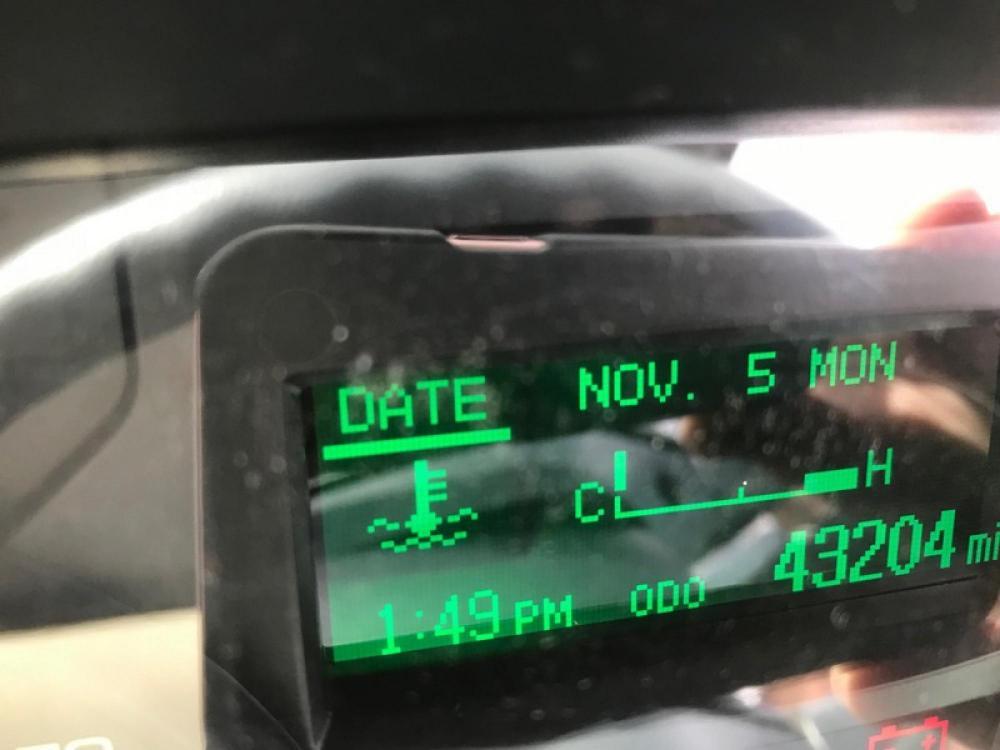 DATE NOV. 5 MON
C H
43204 mi
1:49 PM ODO